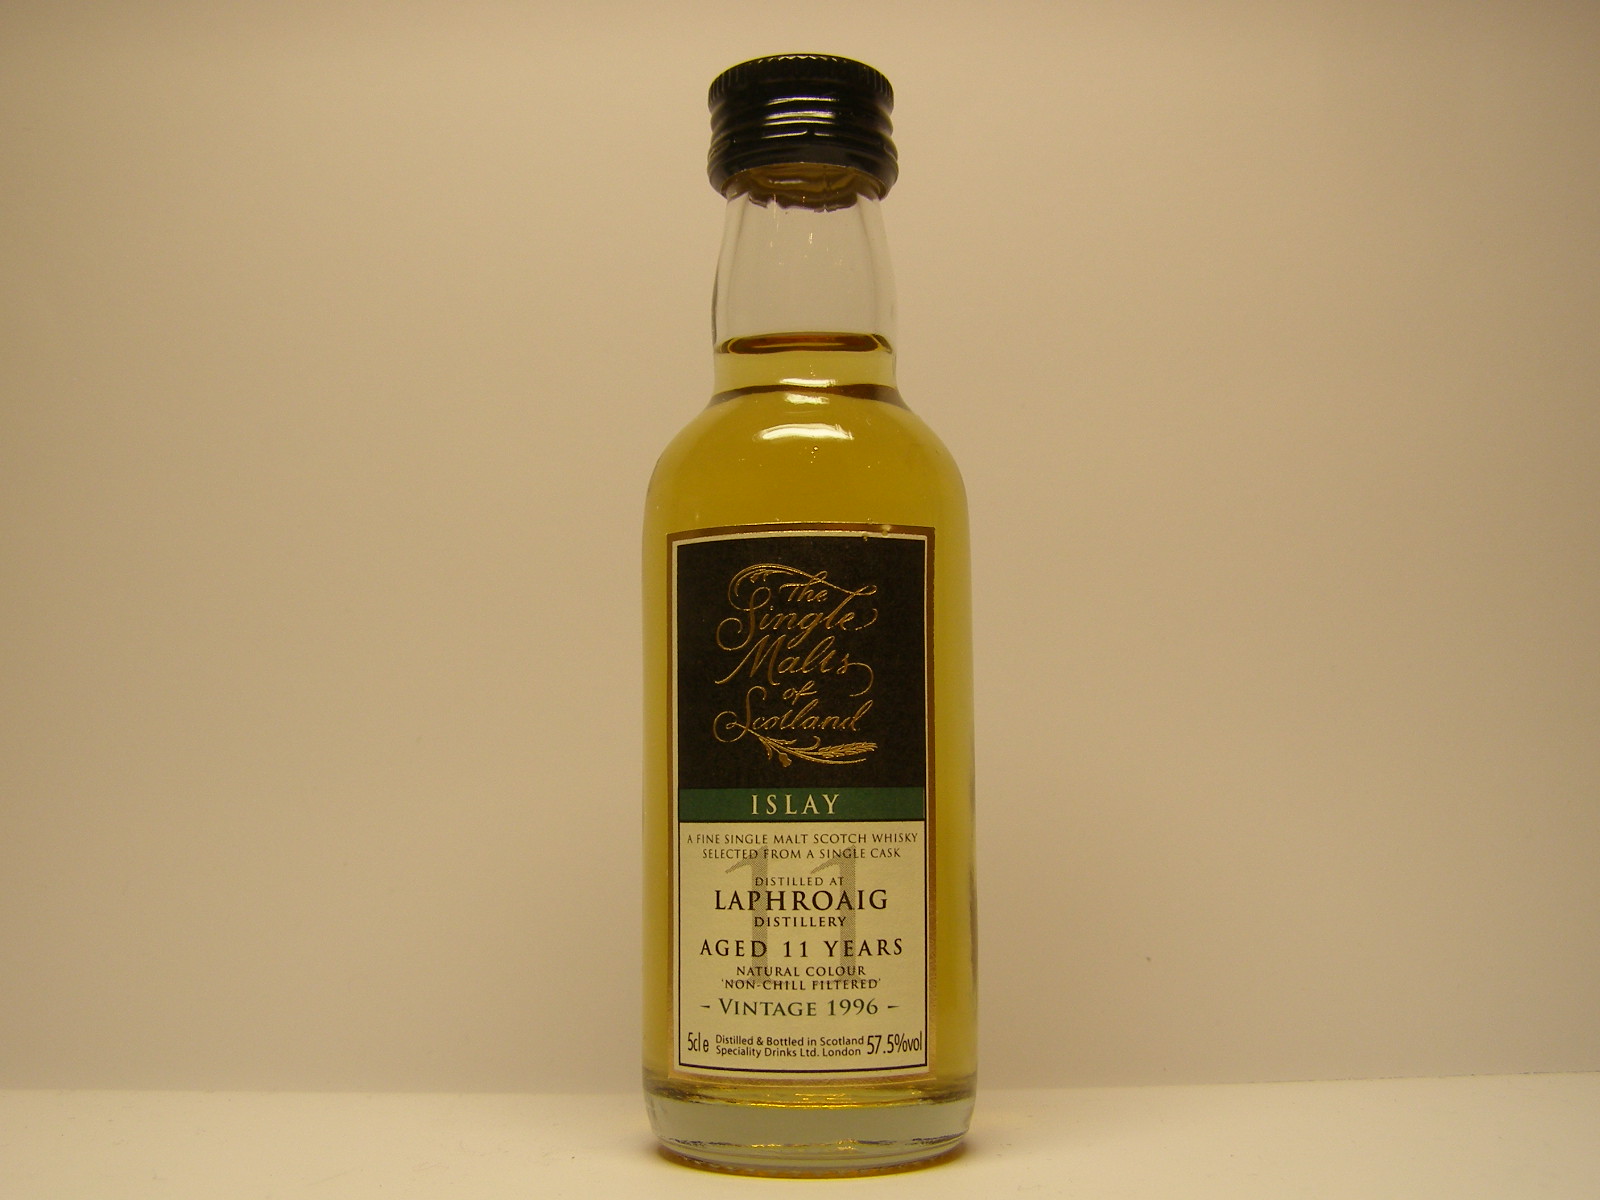 The
Single
Malts
of
Scotland
ISLAY
A FINE SINGLE MALT SCOTCH WHISKY
SELECTED FROM A SINGLE CASK
11
DISTILLED AT
LAPHROAIG
DISTILLERY
AGED 11 YEARS
NATURAL COLOUR
'NON-CHILL FILTERED'
- VINTAGE 1996 -
5cl e Distilled & Bottled in Scotland 57.5%vol
Speciality Drinks Ltd. London